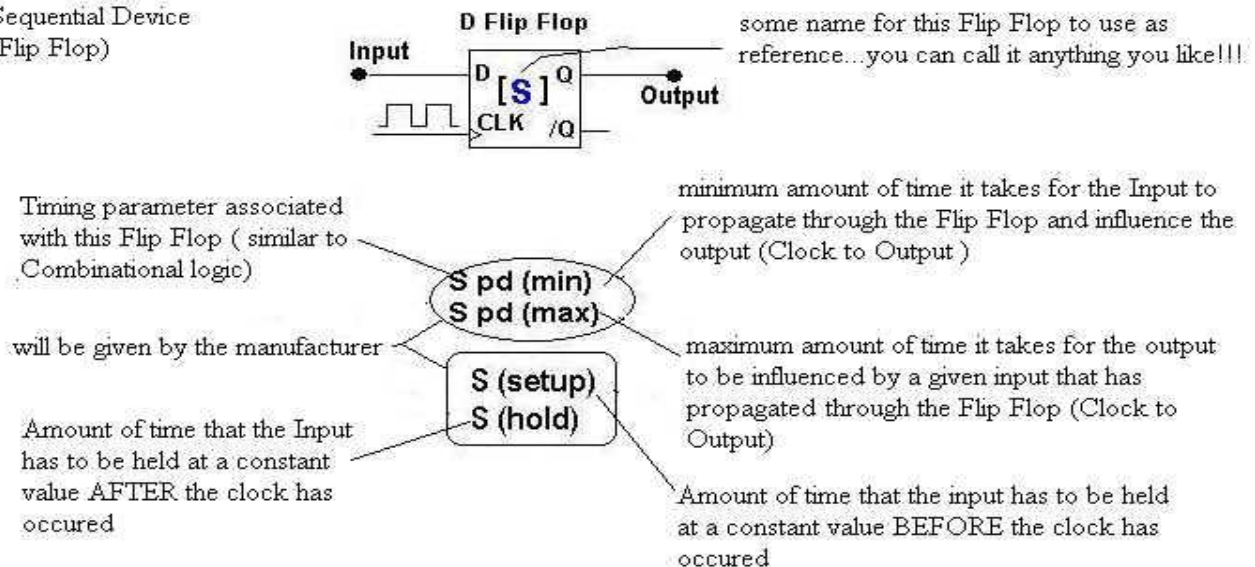 Sequential Device
Flip Flop)
D Flip Flop
some name for this Flip Flop to use as
reference...you can call it anything you like!!!
Input
D
[S]
Q
Output
CLK
/Q
Timing parameter associated
with this Flip Flop ( similar to
Combinational logic)
minimum amount of time it takes for the Input to
propagate through the Flip Flop and influence the
output (Clock to Output )
S pd (min)
S pd (max)
will be given by the manufacturer
maximum amount of time it takes for the output
to be influenced by a given input that has
propagated through the Flip Flop (Clock to
Output)
S (setup)
S (hold)
Amount of time that the Input
has to be held at a constant
value AFTER the clock has
occured
Amount of time that the input has to be held
at a constant value BEFORE the clock has
occured